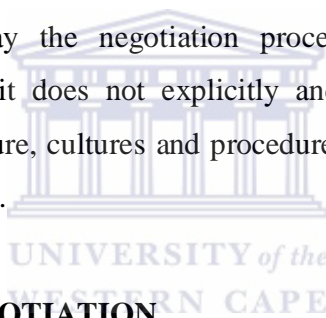 ay the negotiation proce
it does not explicitly and
ure, cultures and procedure
.
UNIVERSITY of the
WESTERN CAPE
OTIATION